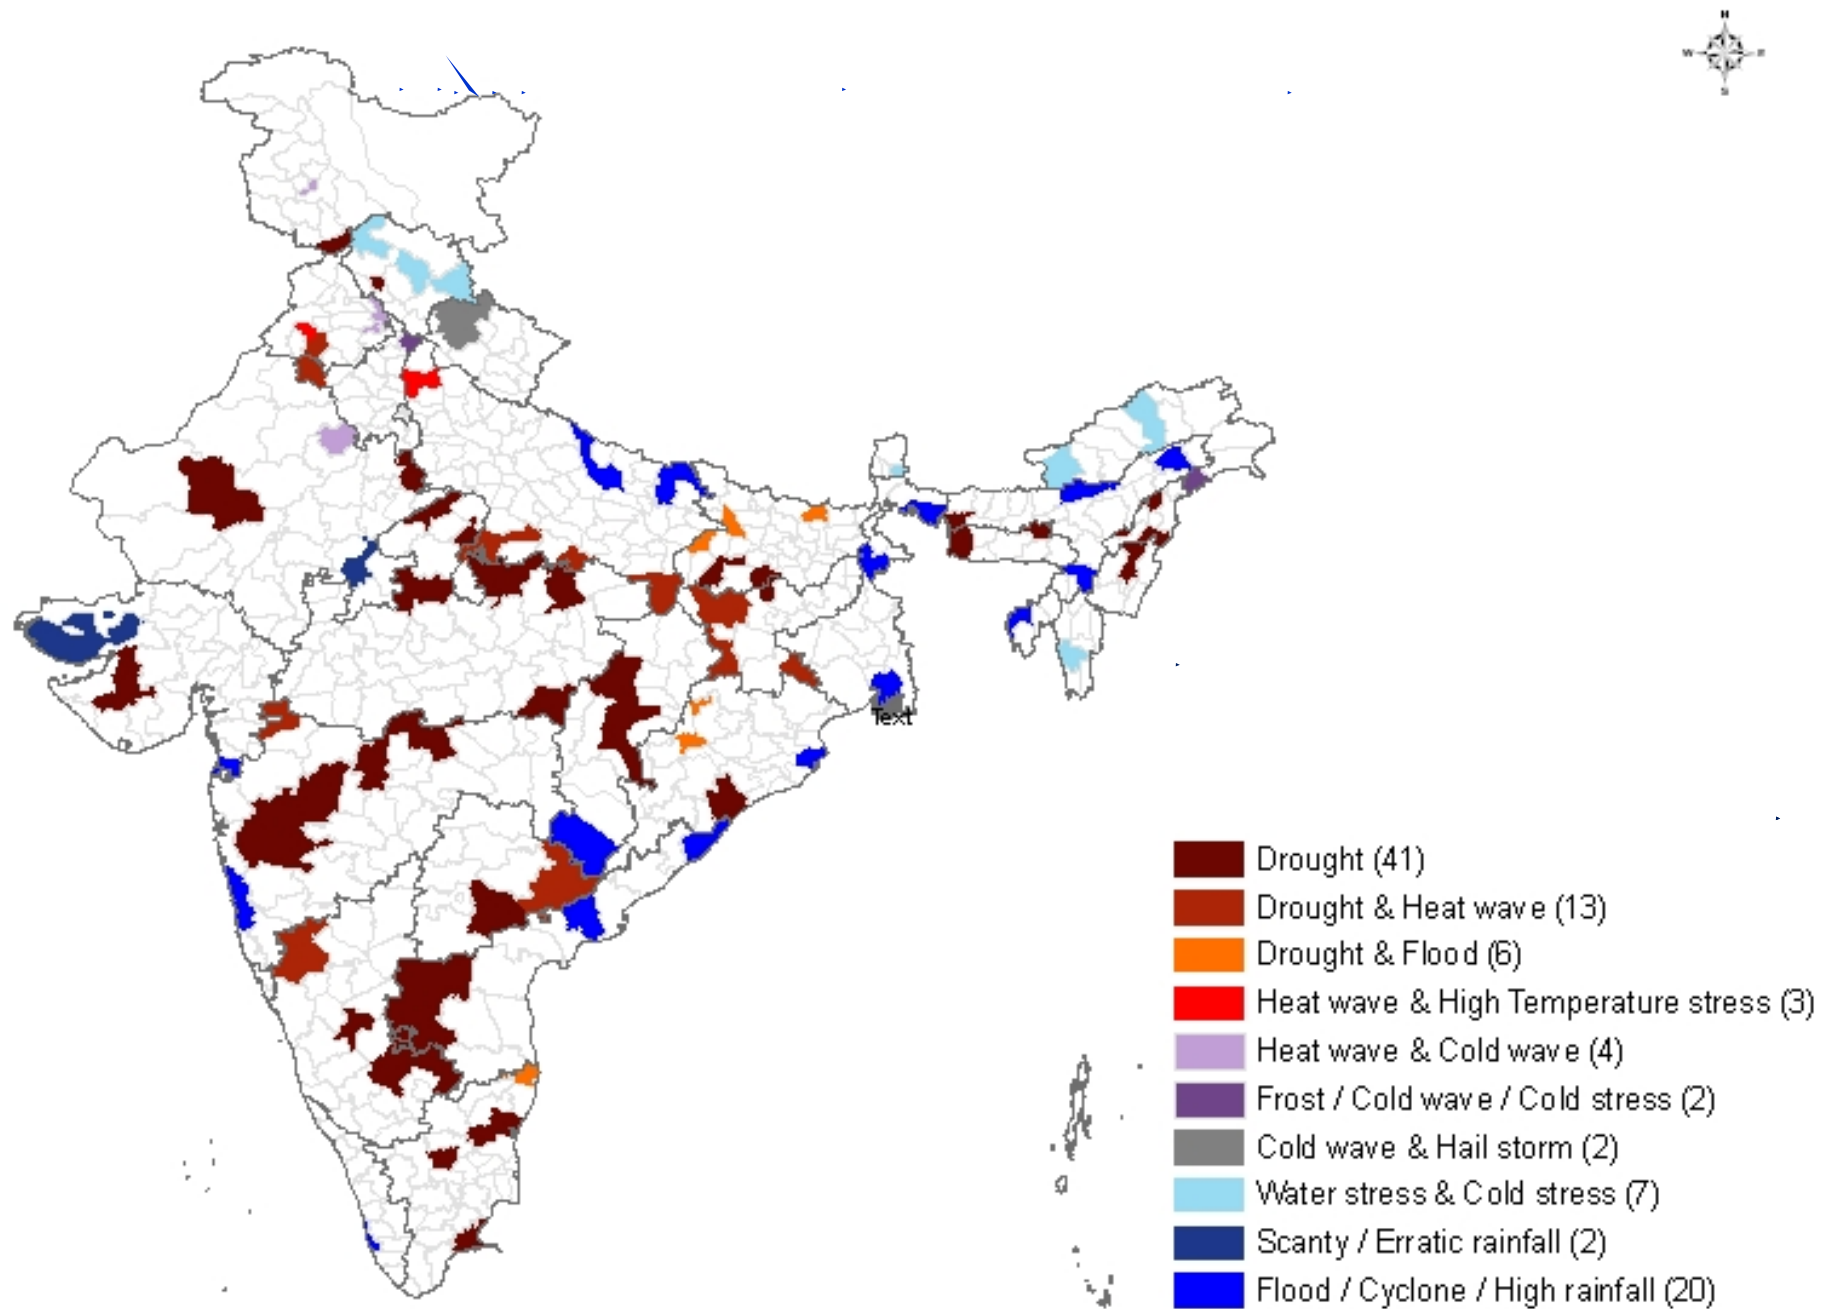 N
W
E
S
Text
Drought (41)
Drought & Heat wave (13)
Drought & Flood (6)
Heat wave & High Temperature stress (3)
Heat wave & Cold wave (4)
Frost / Cold wave / Cold stress (2)
Cold wave & Hail storm (2)
Water stress & Cold stress (7)
Scanty / Erratic rainfall (2)
Flood / Cyclone / High rainfall (20)